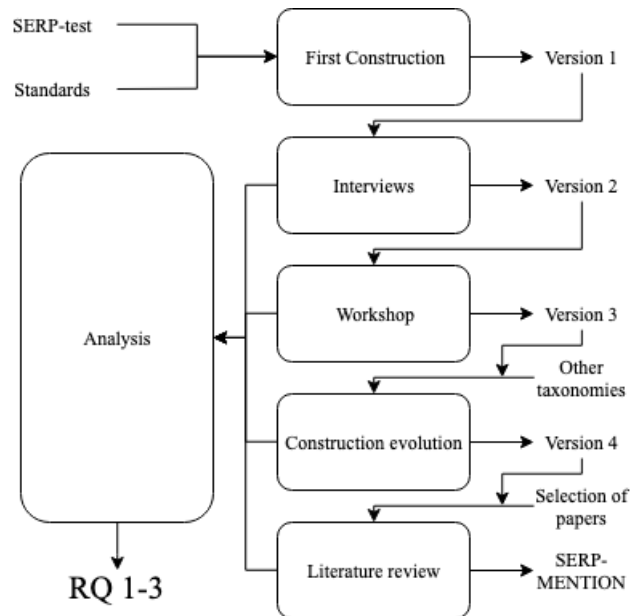 SERP-test
Standards
First Construction
Version 1
Interviews
Version 2
Workshop
Version 3
Analysis
Other
taxonomies
Construction evolution
Version 4
Selection of
papers
Literature review
SERP-
MENTION
RQ 1-3